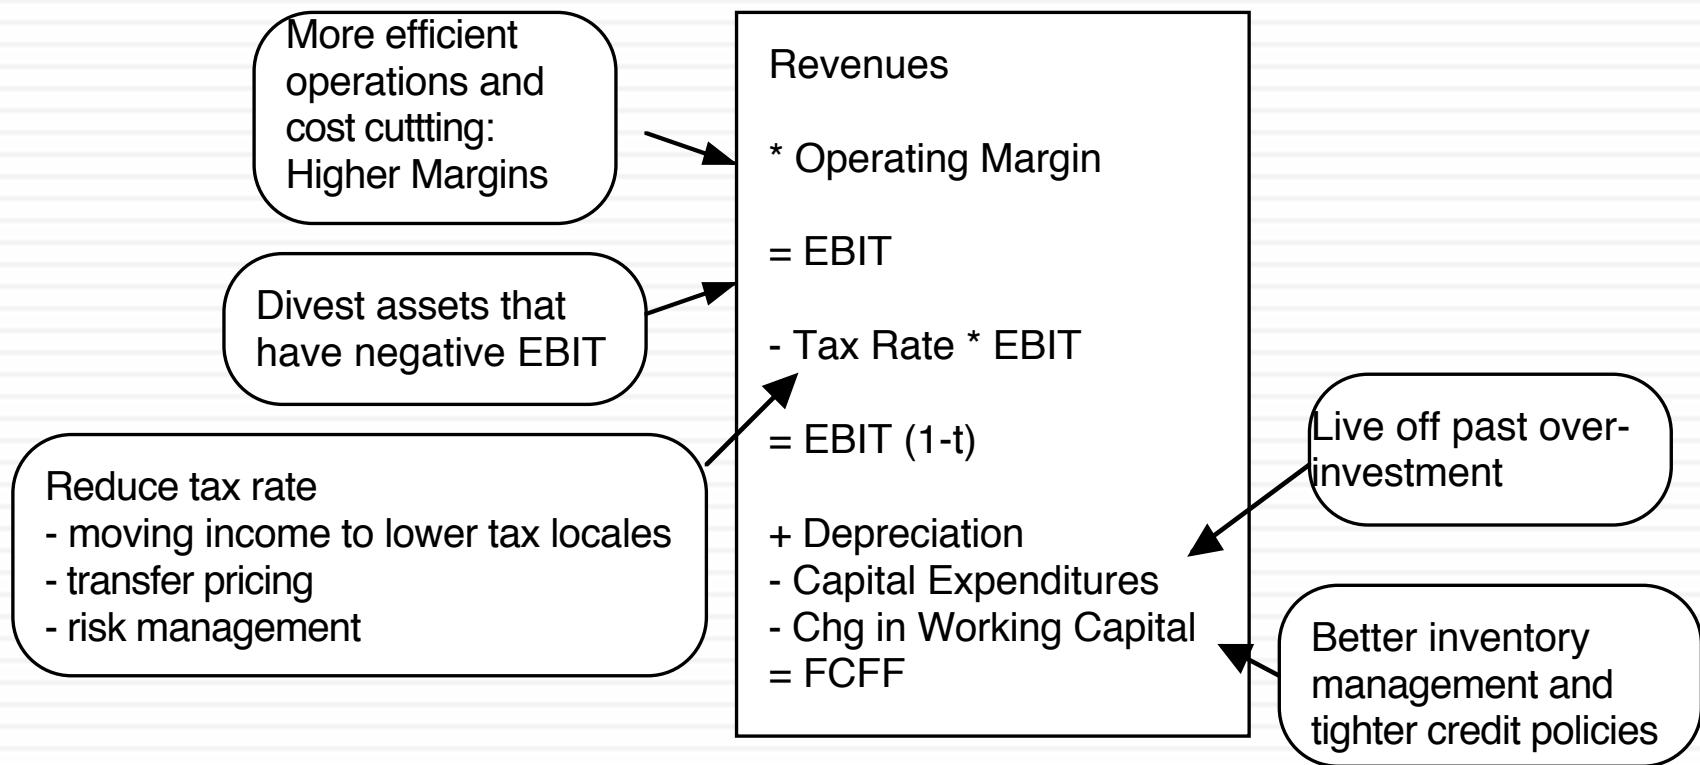 More efficient
operations and
cost cuttting:
Higher Margins
Divest assets that
have negative EBIT
Reduce tax rate
- moving income to lower tax locales
- transfer pricing
- risk management
Revenues
* Operating Margin
= EBIT
- Tax Rate * EBIT
= EBIT (1-t)
+ Depreciation
- Capital Expenditures
- Chg in Working Capital
= FCFF
Live off past over-
investment
Better inventory
management and
tighter credit policies